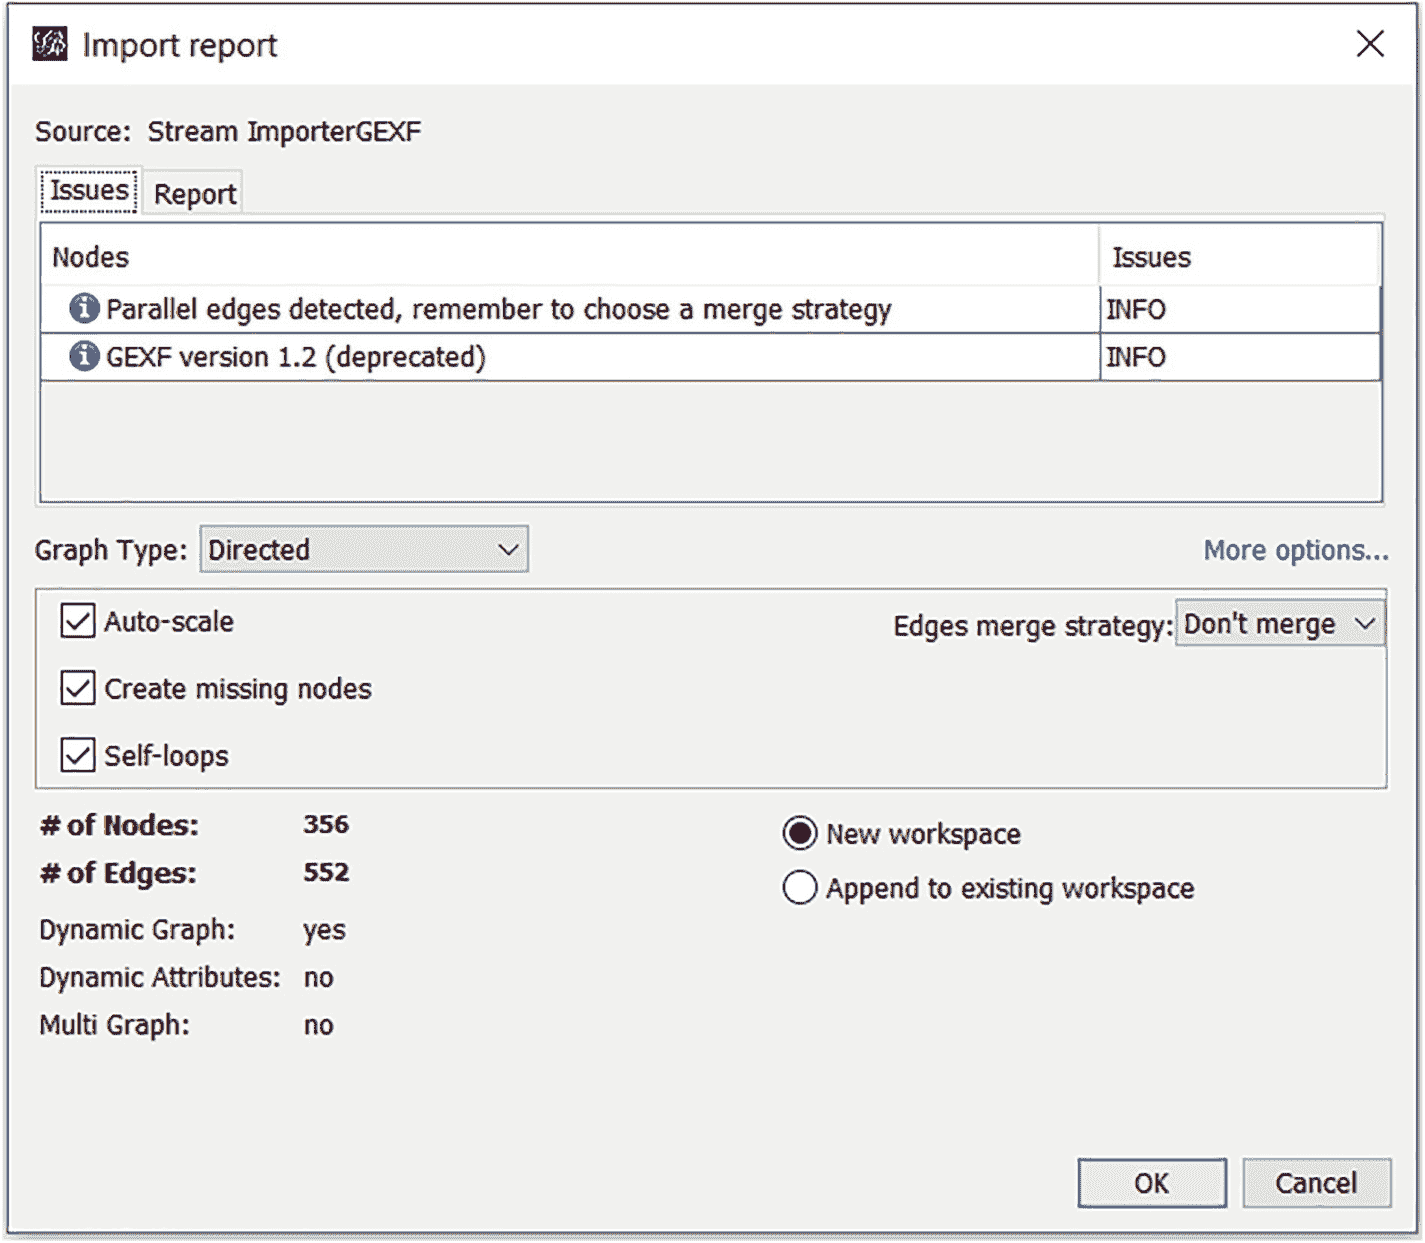 Import report
Source: Stream ImporterGEXF
Issues Report
Nodes Issues
Parallel edges detected, remember to choose a merge strategy INFO
GEXF version 1.2 (deprecated) INFO
Graph Type: Directed More options...
Auto-scale Edges merge strategy: Don't merge
Create missing nodes
Self-loops
# of Nodes: 356
New workspace
# of Edges: 552
Append to existing workspace
Dynamic Graph: yes
Dynamic Attributes: no
Multi Graph: no
OK Cancel